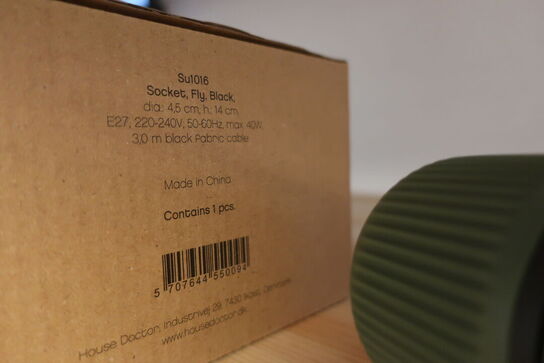 Su1016
Socket, Fly, Black,
dia: 4,5 cm, h: 14 cm
E27, 220-240V, 50-60Hz, max 40W
3,0 m black fabric cable
Made in China
Contains 1 pcs.
5 707644 550094
House Doctor, Industrivej 29, 7430 Ikast, Denmark
www.housedoctor.dk